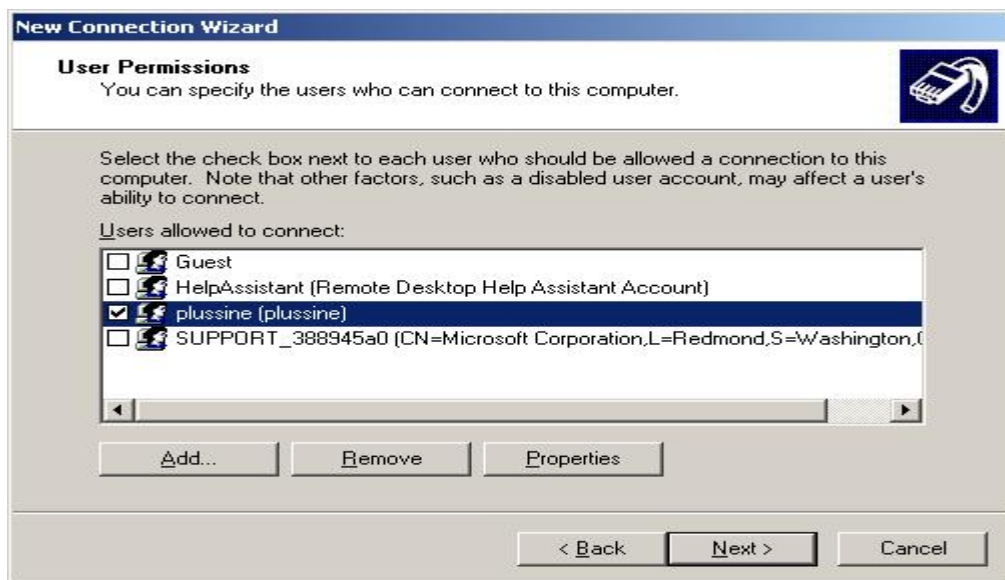 New Connection Wizard
User Permissions
You can specify the users who can connect to this computer.
Select the check box next to each user who should be allowed a connection to this
computer. Note that other factors, such as a disabled user account, may affect a user's
ability to connect.
Users allowed to connect:
Guest
HelpAssistant (Remote Desktop Help Assistant Account)
plussine (plussine)
SUPPORT_388945a0 (CN=Microsoft Corporation,L=Redmond,S=Washington,
Add...
Remove
Properties
< Back
Next >
Cancel